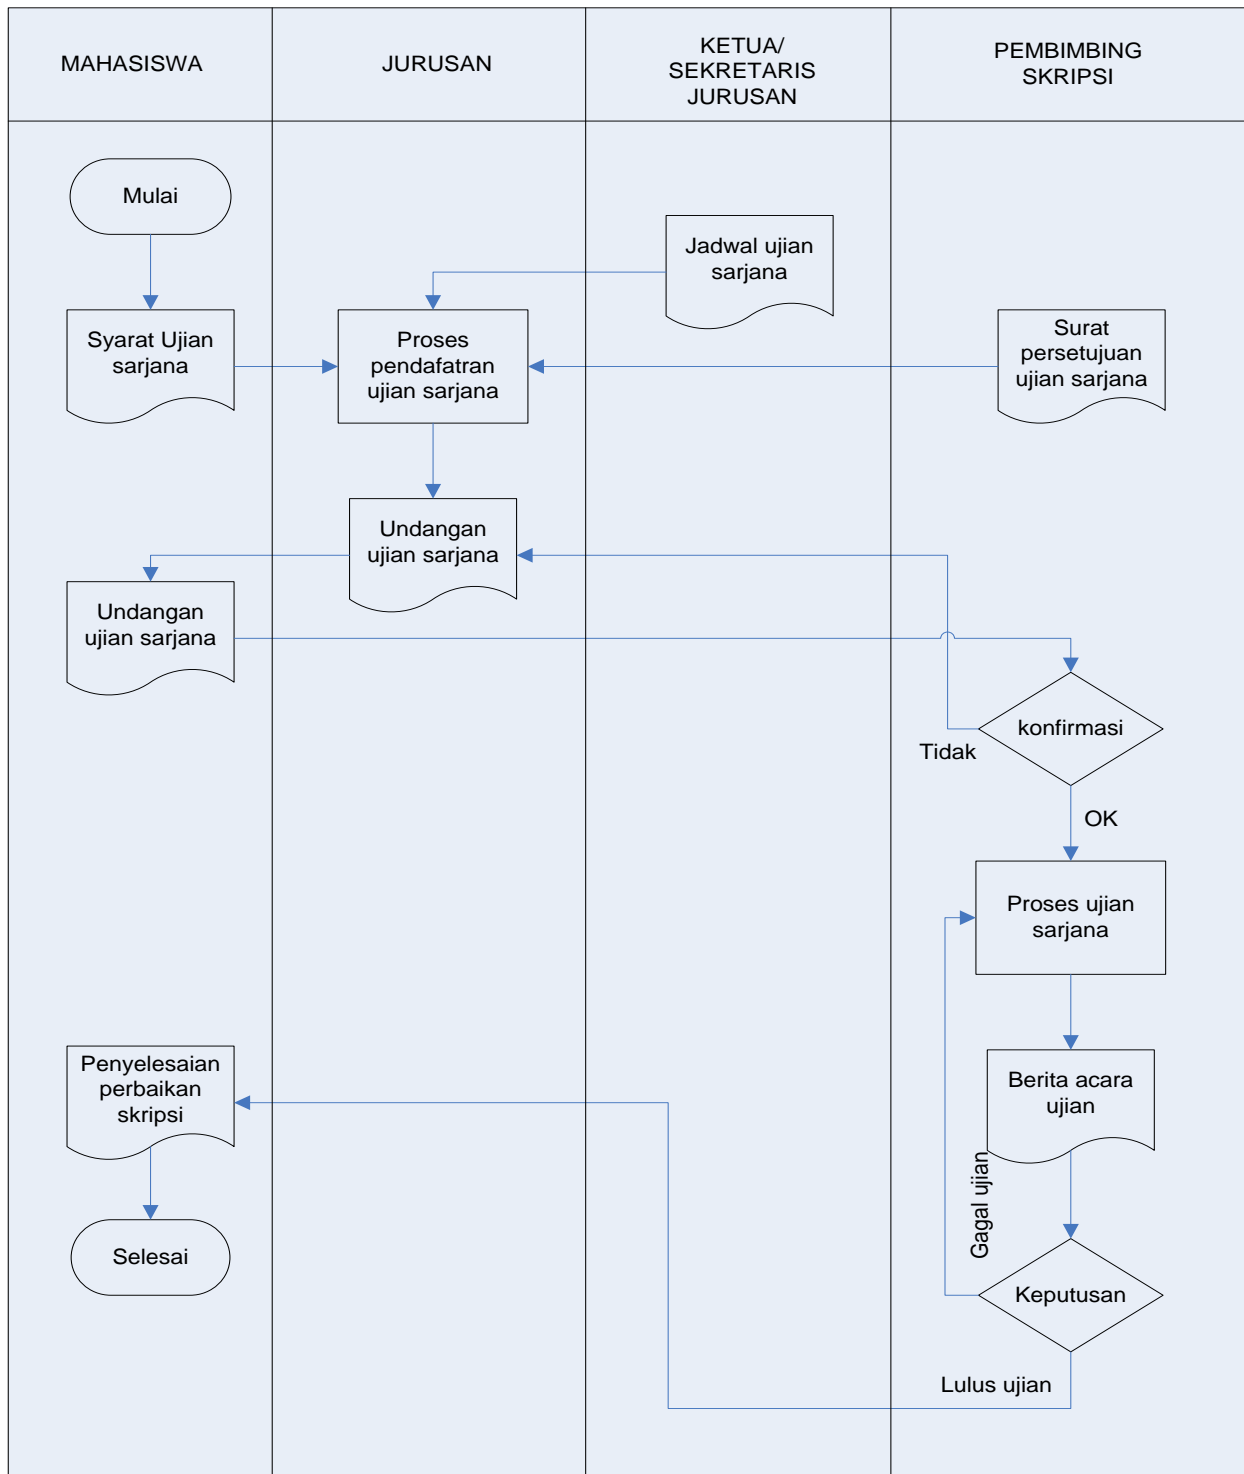 MAHASISWA
JURUSAN
KETUA/
SEKRETARIS
JURUSAN
PEMBIMBING
SKRIPSI
Mulai
Jadwal ujian
sarjana
Syarat Ujian
sarjana
Proses
pendafatran
ujian sarjana
Surat
persetujuan
ujian sarjana
Undangan
ujian sarjana
Undangan
ujian sarjana
konfirmasi
Tidak
OK
Proses ujian
sarjana
Penyelesaian
perbaikan
skripsi
Berita acara
ujian
Gagal ujian
Selesai
Keputusan
Lulus ujian